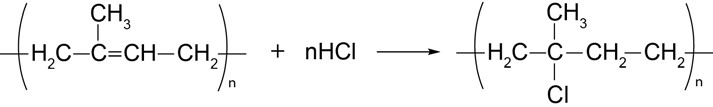 CH₃ CH₃
H₂C C=CH CH₂ n + nHCl H₂C C CH₂ CH₂ n
Cl